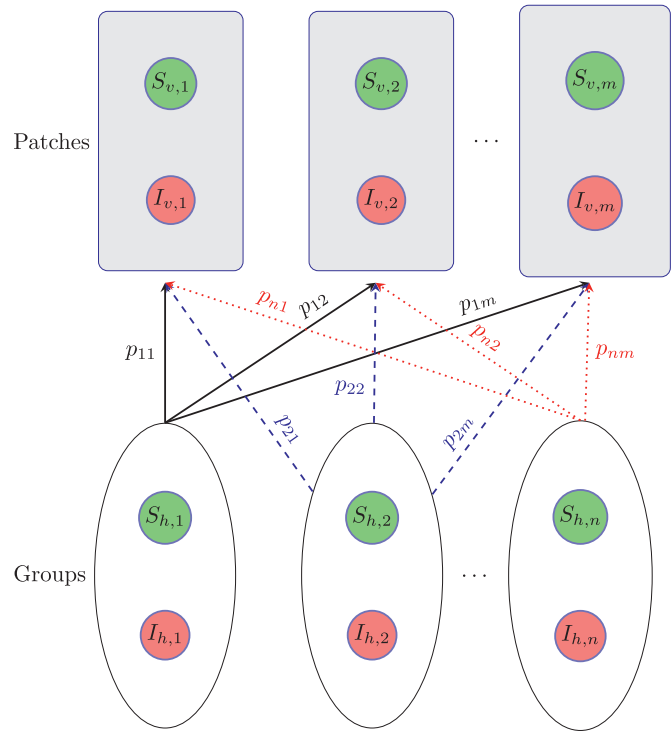 S_{v,1} S_{v,2} S_{v,m}
Patches ...
I_{v,1} I_{v,2} I_{v,m}
p_{n1} p_{12} p_{1m}
p_{11} p_{n2} p_{nm}
p_{22}
p_{21} p_{2m}
S_{h,1} S_{h,2} S_{h,n}
Groups ...
I_{h,1} I_{h,2} I_{h,n}